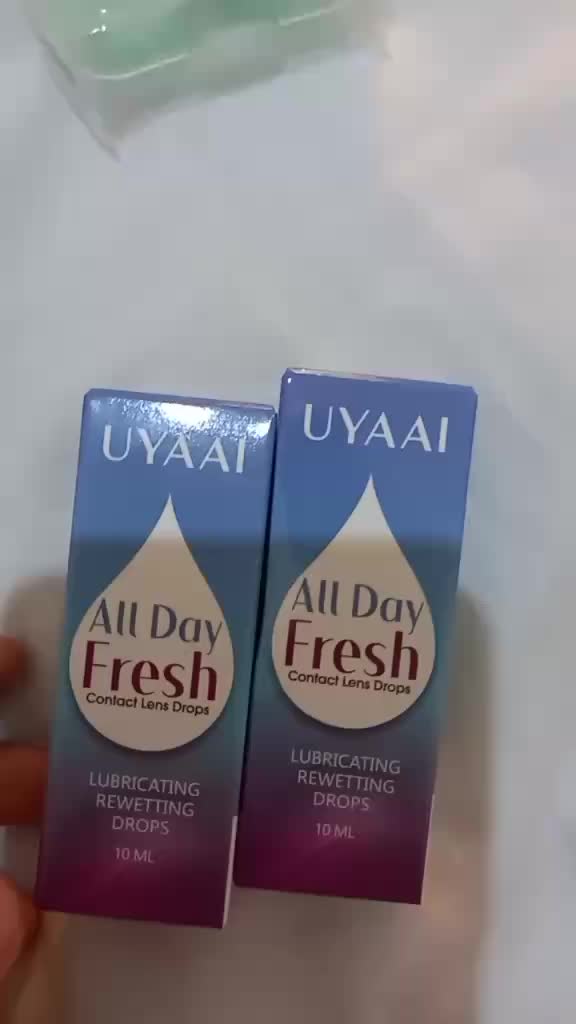 UYAAI
All Day
Fresh
Contact Lens Drops
LUBRICATING
REWETTING
DROPS
10 ML
UYAAI
All Day
Fresh
Contact Lens Drops
LUBRICATING
REWETTING
DROPS
10 ML